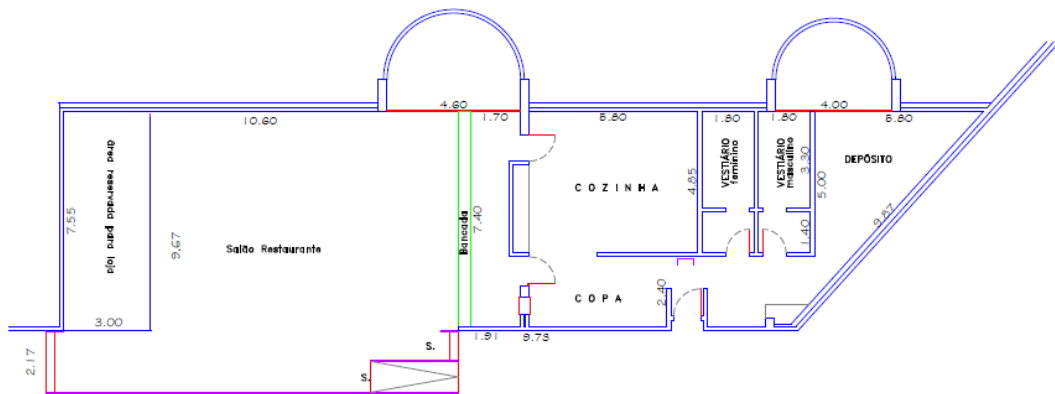 4.60
4.00
10.60
1.70
5.80
1.80
1.80
5.80
área reservada para loja
7.55
9,67
Salão Restaurante
Bancada
7.40
COZINHA
4.85
VESTIÁRIO
feminino
VESTIÁRIO
masculino
3.30
5.00
DEPÓSITO
9.87
1.40
COPA
2.40
3.00
1.91
9.73
S.
2.17
S.